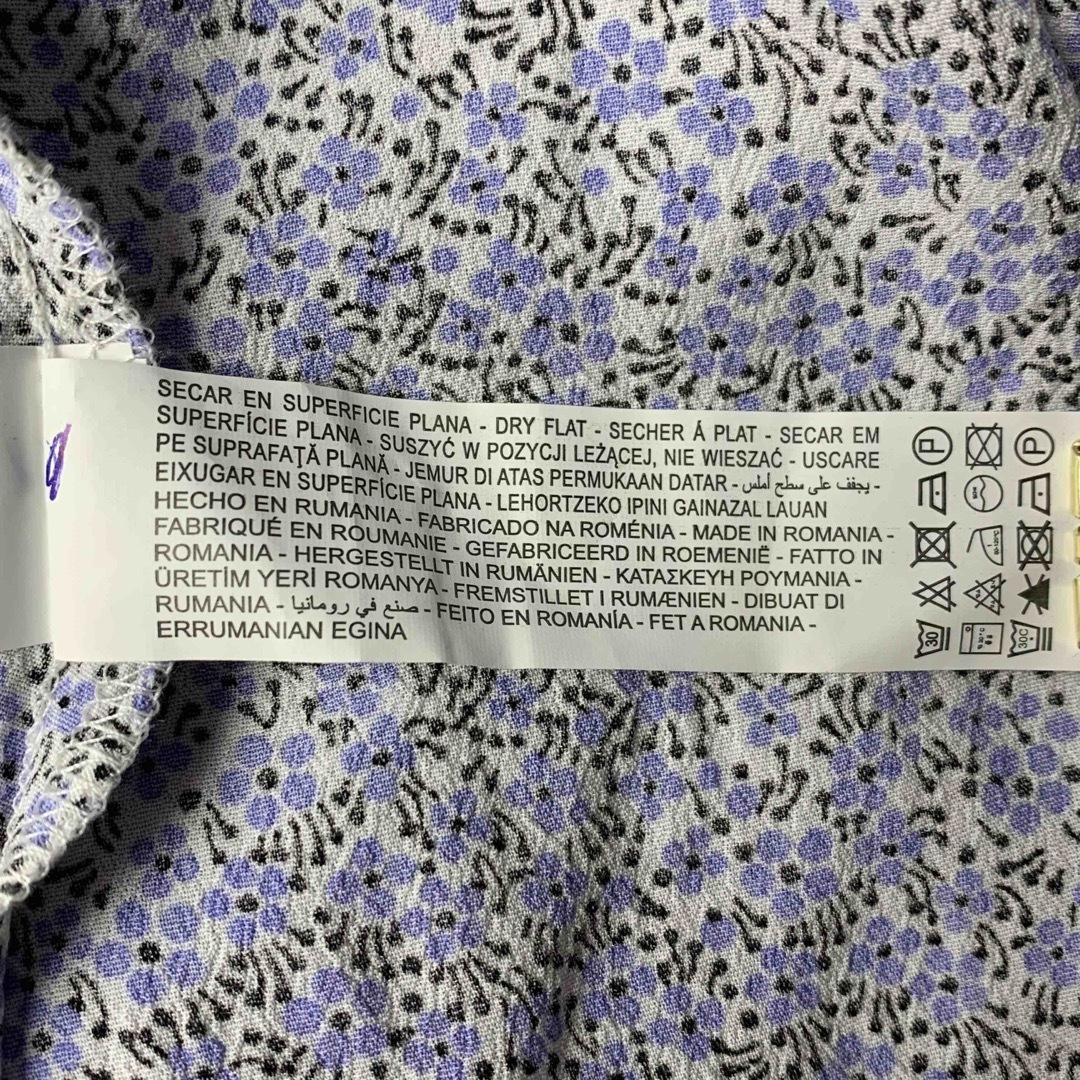 SECAR EN SUPERFICIE PLANA - DRY FLAT - SECHER Á PLAT - SECAR EM
SUPERFÍCIE PLANA - SUSZYĆ W POZYCJI LEŻĄCEJ, NIE WIESZAĆ - USCARE
PE SUPRAFAŢĂ PLANĂ - JEMUR DI ATAS PERMUKAAN DATAR - يجفف على سطح أملس -
EIXUGAR EN SUPERFÍCIE PLANA - LEHORTZEKO IPINI GAINAZAL LAUAN
HECHO EN RUMANIA - FABRICADO NA ROMÉNIA - MADE IN ROMANIA -
FABRIQUÉ EN ROUMANIE - GEFABRICEERD IN ROEMENIË - FATTO IN
ROMANIA - HERGESTELLT IN RUMÄNIEN - ΚΑΤΑΣΚΕΥΗ ΡΟΥΜΑΝΙΑ -
ÜRETİM YERİ ROMANYA - FREMSTILLET I RUMÆNIEN - DIBUAT DI
RUMANIA - صنع في رومانيا - FEITO EN ROMANÍA - FET A ROMANIA -
ERRUMANIAN EGINA
P P
30 30C